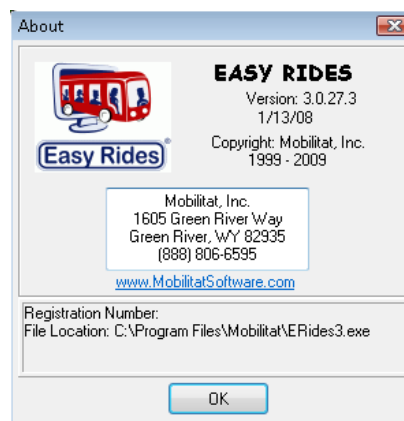 About
EASY RIDES
Version: 3.0.27.3
1/13/08
Copyright: Mobilitat, Inc.
1999 - 2009
Easy Rides®
Mobilitat, Inc.
1605 Green River Way
Green River, WY 82935
(888) 806-6595
www.MobilitatSoftware.com
Registration Number:
File Location: C:\Program Files\Mobilitat\ERides3.exe
OK